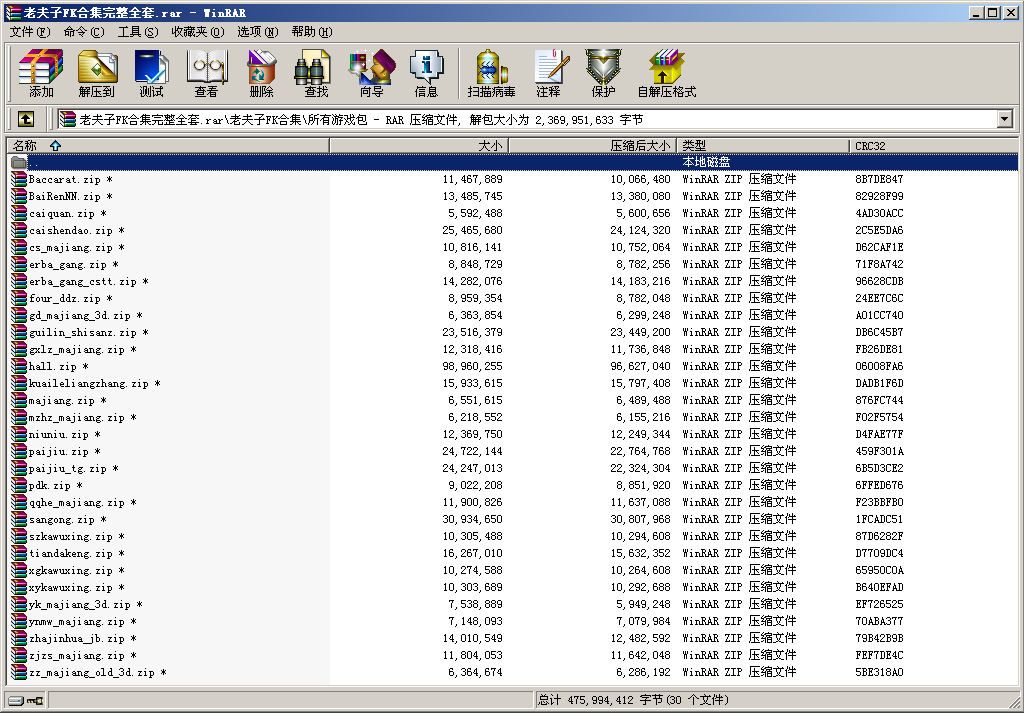 老夫子FK合集完整全套.rar - WinRAR
文件(F) 命令(C) 工具(S) 收藏夹(O) 选项(N) 帮助(H)
添加 解压到 测试 查看 删除 查找 向导 信息 扫描病毒 注释 保护 自解压格式
老夫子FK合集完整全套.rar\老夫子FK合集\所有游戏包 - RAR 压缩文件, 解包大小为 2,369,951,633 字节
名称 大小 压缩后大小 类型 CRC32
.. 本地磁盘
Baccarat.zip * 11,467,889 10,066,480 WinRAR ZIP 压缩文件 8B7DE847
BaiRenNN.zip * 13,485,745 13,380,080 WinRAR ZIP 压缩文件 82928F99
caiquan.zip * 5,592,488 5,600,656 WinRAR ZIP 压缩文件 4AD30ACC
caishendao.zip * 25,465,680 24,124,320 WinRAR ZIP 压缩文件 2C5E5DA6
cs_majiang.zip * 10,816,141 10,752,064 WinRAR ZIP 压缩文件 D62CAF1E
erba_gang.zip * 8,848,729 8,782,256 WinRAR ZIP 压缩文件 71F8A742
erba_gang_cstt.zip * 14,282,076 14,183,216 WinRAR ZIP 压缩文件 96628CDB
four_ddz.zip * 8,959,354 8,782,048 WinRAR ZIP 压缩文件 24EE7C6C
gd_majiang_3d.zip * 6,363,854 6,299,248 WinRAR ZIP 压缩文件 A01CC740
guilin_shisanz.zip * 23,516,379 23,449,200 WinRAR ZIP 压缩文件 DB6C45B7
gxlz_majiang.zip * 12,318,416 11,736,848 WinRAR ZIP 压缩文件 FB26DE81
hall.zip * 98,960,255 96,627,040 WinRAR ZIP 压缩文件 06008FA6
kuaileliangzhang.zip * 15,933,615 15,797,408 WinRAR ZIP 压缩文件 DADB1F6D
majiang.zip * 6,551,615 6,489,488 WinRAR ZIP 压缩文件 876FC744
mzhz_majiang.zip * 6,218,552 6,155,216 WinRAR ZIP 压缩文件 F02F5754
niuniu.zip * 12,369,750 12,249,344 WinRAR ZIP 压缩文件 D4FAE77F
paijiu.zip * 24,722,144 22,764,768 WinRAR ZIP 压缩文件 459F301A
paijiu_tg.zip * 24,247,013 22,324,304 WinRAR ZIP 压缩文件 6B5D3CE2
pdk.zip * 9,022,208 8,851,920 WinRAR ZIP 压缩文件 6FFED676
qqhe_majiang.zip * 11,900,826 11,637,088 WinRAR ZIP 压缩文件 F23BBFB0
sangong.zip * 30,934,650 30,807,968 WinRAR ZIP 压缩文件 1FCADC51
szkawuxing.zip * 10,305,488 10,294,608 WinRAR ZIP 压缩文件 87D6282F
tiandakeng.zip * 16,267,010 15,632,352 WinRAR ZIP 压缩文件 D7709DC4
xgkawuxing.zip * 10,274,588 10,264,608 WinRAR ZIP 压缩文件 65950C0A
xykawuxing.zip * 10,303,689 10,292,688 WinRAR ZIP 压缩文件 B640EFAD
yk_majiang_3d.zip * 7,538,889 5,949,248 WinRAR ZIP 压缩文件 EF726525
ynmw_majiang.zip * 7,148,093 7,079,984 WinRAR ZIP 压缩文件 70ABA377
zhajinhua_jb.zip * 14,010,549 12,482,592 WinRAR ZIP 压缩文件 79B42B9B
zjzs_majiang.zip * 11,804,053 11,642,048 WinRAR ZIP 压缩文件 FEF7DE4C
zz_majiang_old_3d.zip * 6,364,674 6,286,192 WinRAR ZIP 压缩文件 5BE318A0
总计 475,994,412 字节(30 个文件)